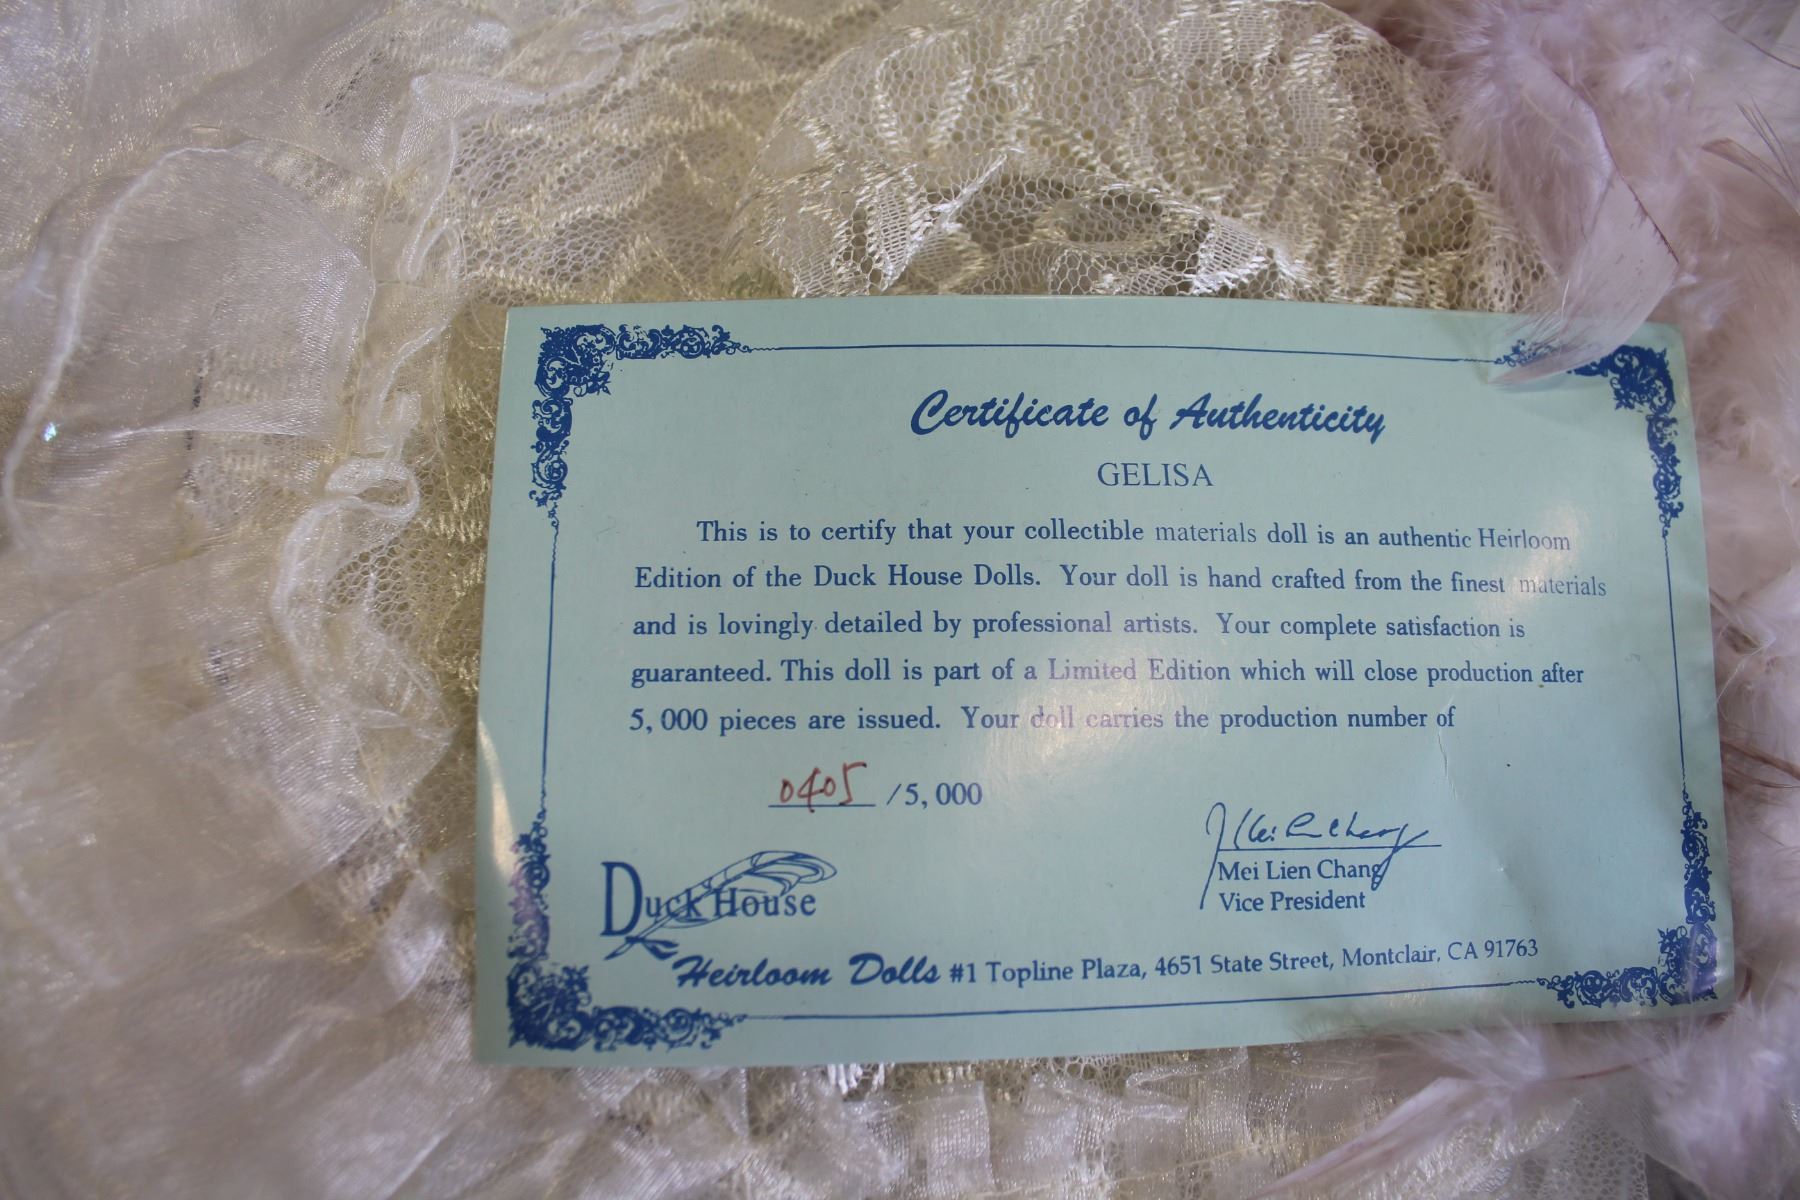 Certificate of Authenticity
GELISA
This is to certify that your collectible materials doll is an authentic Heirloom
Edition of the Duck House Dolls. Your doll is hand crafted from the finest materials
and is lovingly detailed by professional artists. Your complete satisfaction is
guaranteed. This doll is part of a Limited Edition which will close production after
5,000 pieces are issued. Your doll carries the production number of
0405 /5,000
Mei Lien Chang
Duck House
Vice President
Heirloom Dolls #1 Topline Plaza, 4651 State Street, Montclair, CA 91763